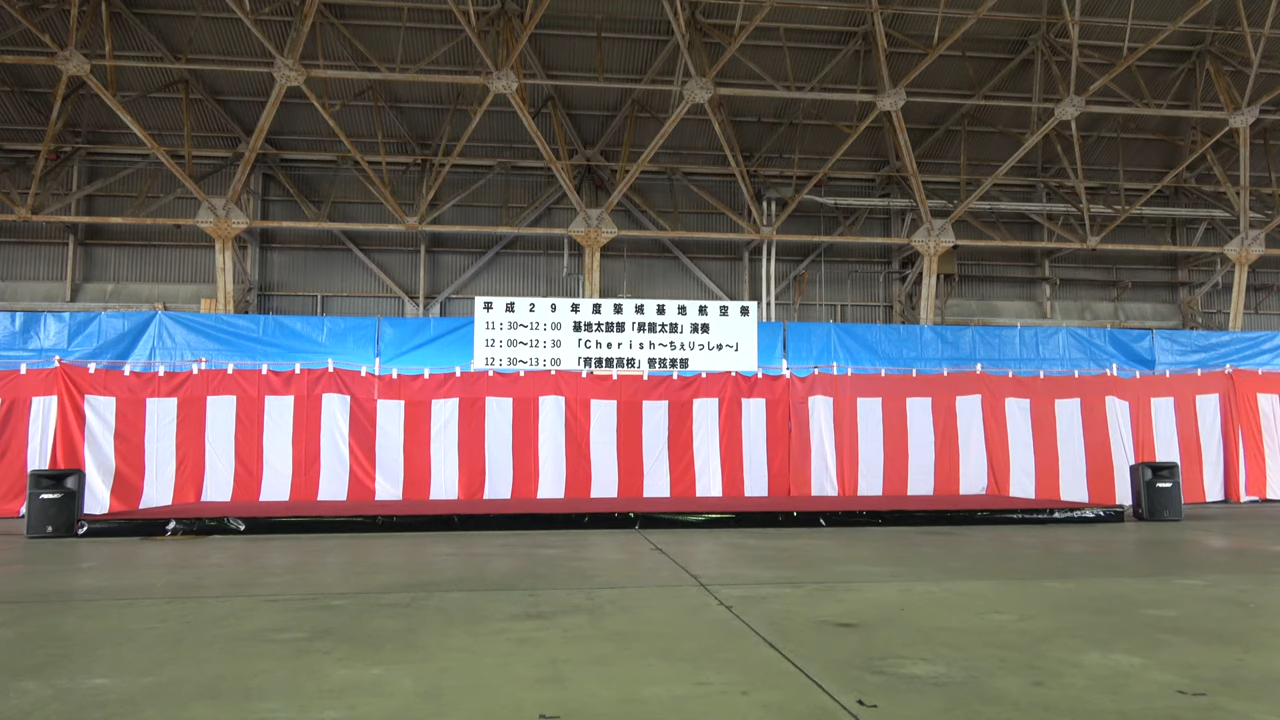 平成２９年度築城基地航空祭
11：30～12：00　基地太鼓部「昇龍太鼓」演奏
12：00～12：30　「Cherish～ちぇりっしゅ～」
12：30～13：00　「育徳館高校」管弦楽部
PEAVEY
PEAVEY